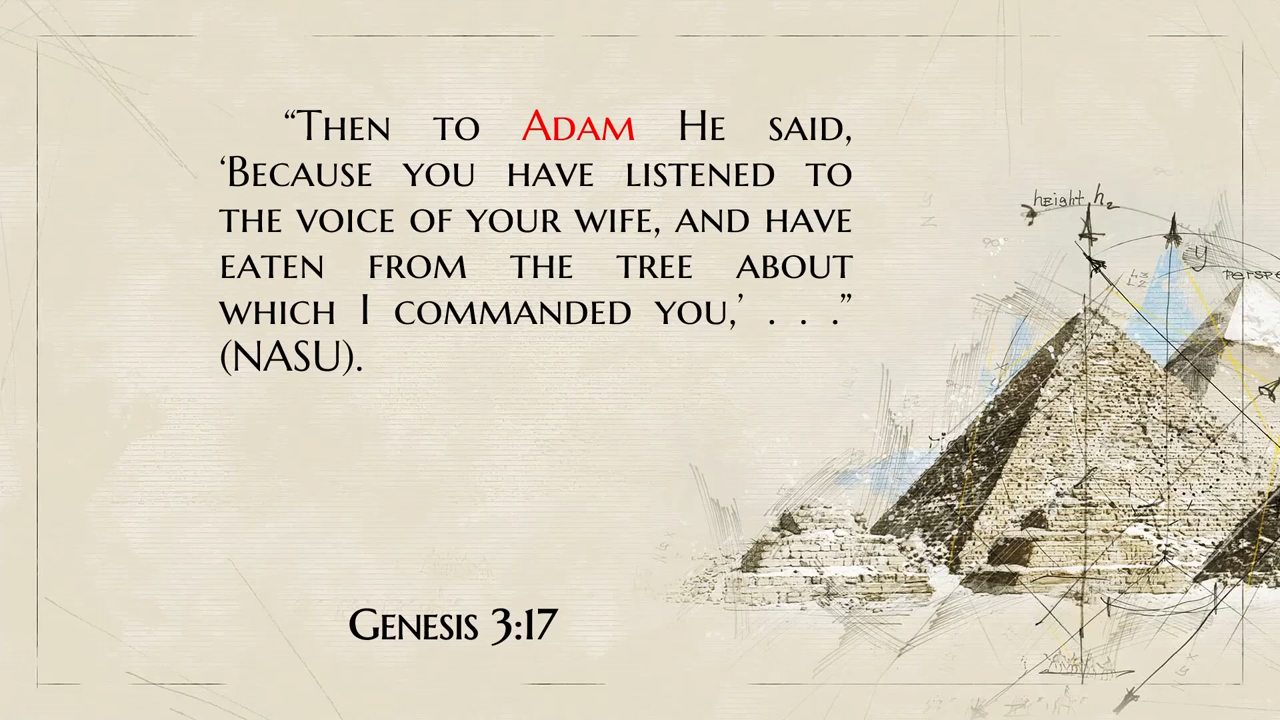 “Then to Adam He said,
‘Because you have listened to
the voice of your wife, and have
eaten from the tree about
which I commanded you,’ . . .”
(NASU).
height h₂
y
perspe
Genesis 3:17